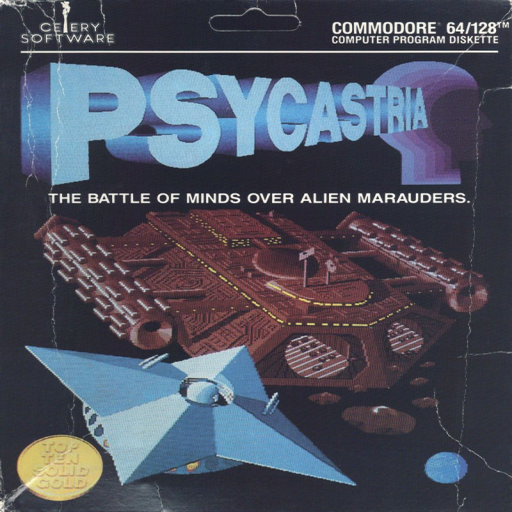 CELERY
SOFTWARE
COMMODORE 64/128™
COMPUTER PROGRAM DISKETTE
PSYCASTRIA
THE BATTLE OF MINDS OVER ALIEN MARAUDERS.
TOP
TEN
SOLID
GOLD